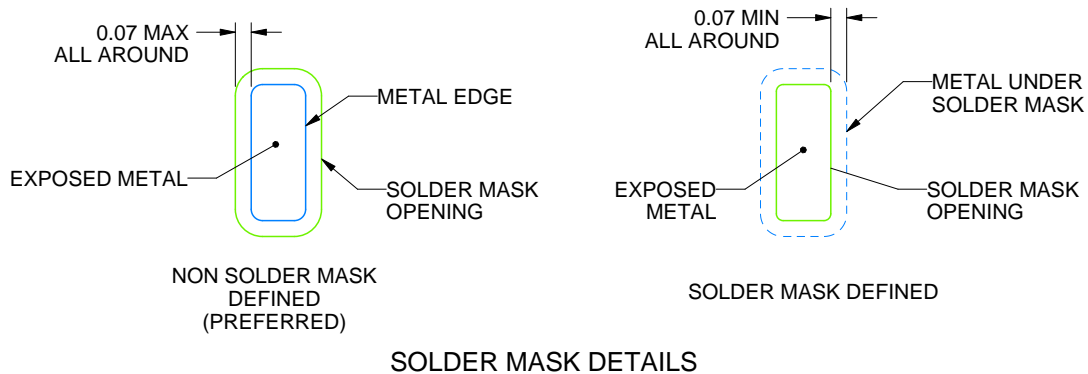 0.07 MAX
ALL AROUND
METAL EDGE
EXPOSED METAL
SOLDER MASK
OPENING
NON SOLDER MASK
DEFINED
(PREFERRED)
0.07 MIN
ALL AROUND
METAL UNDER
SOLDER MASK
EXPOSED
METAL
SOLDER MASK
OPENING
SOLDER MASK DEFINED
SOLDER MASK DETAILS